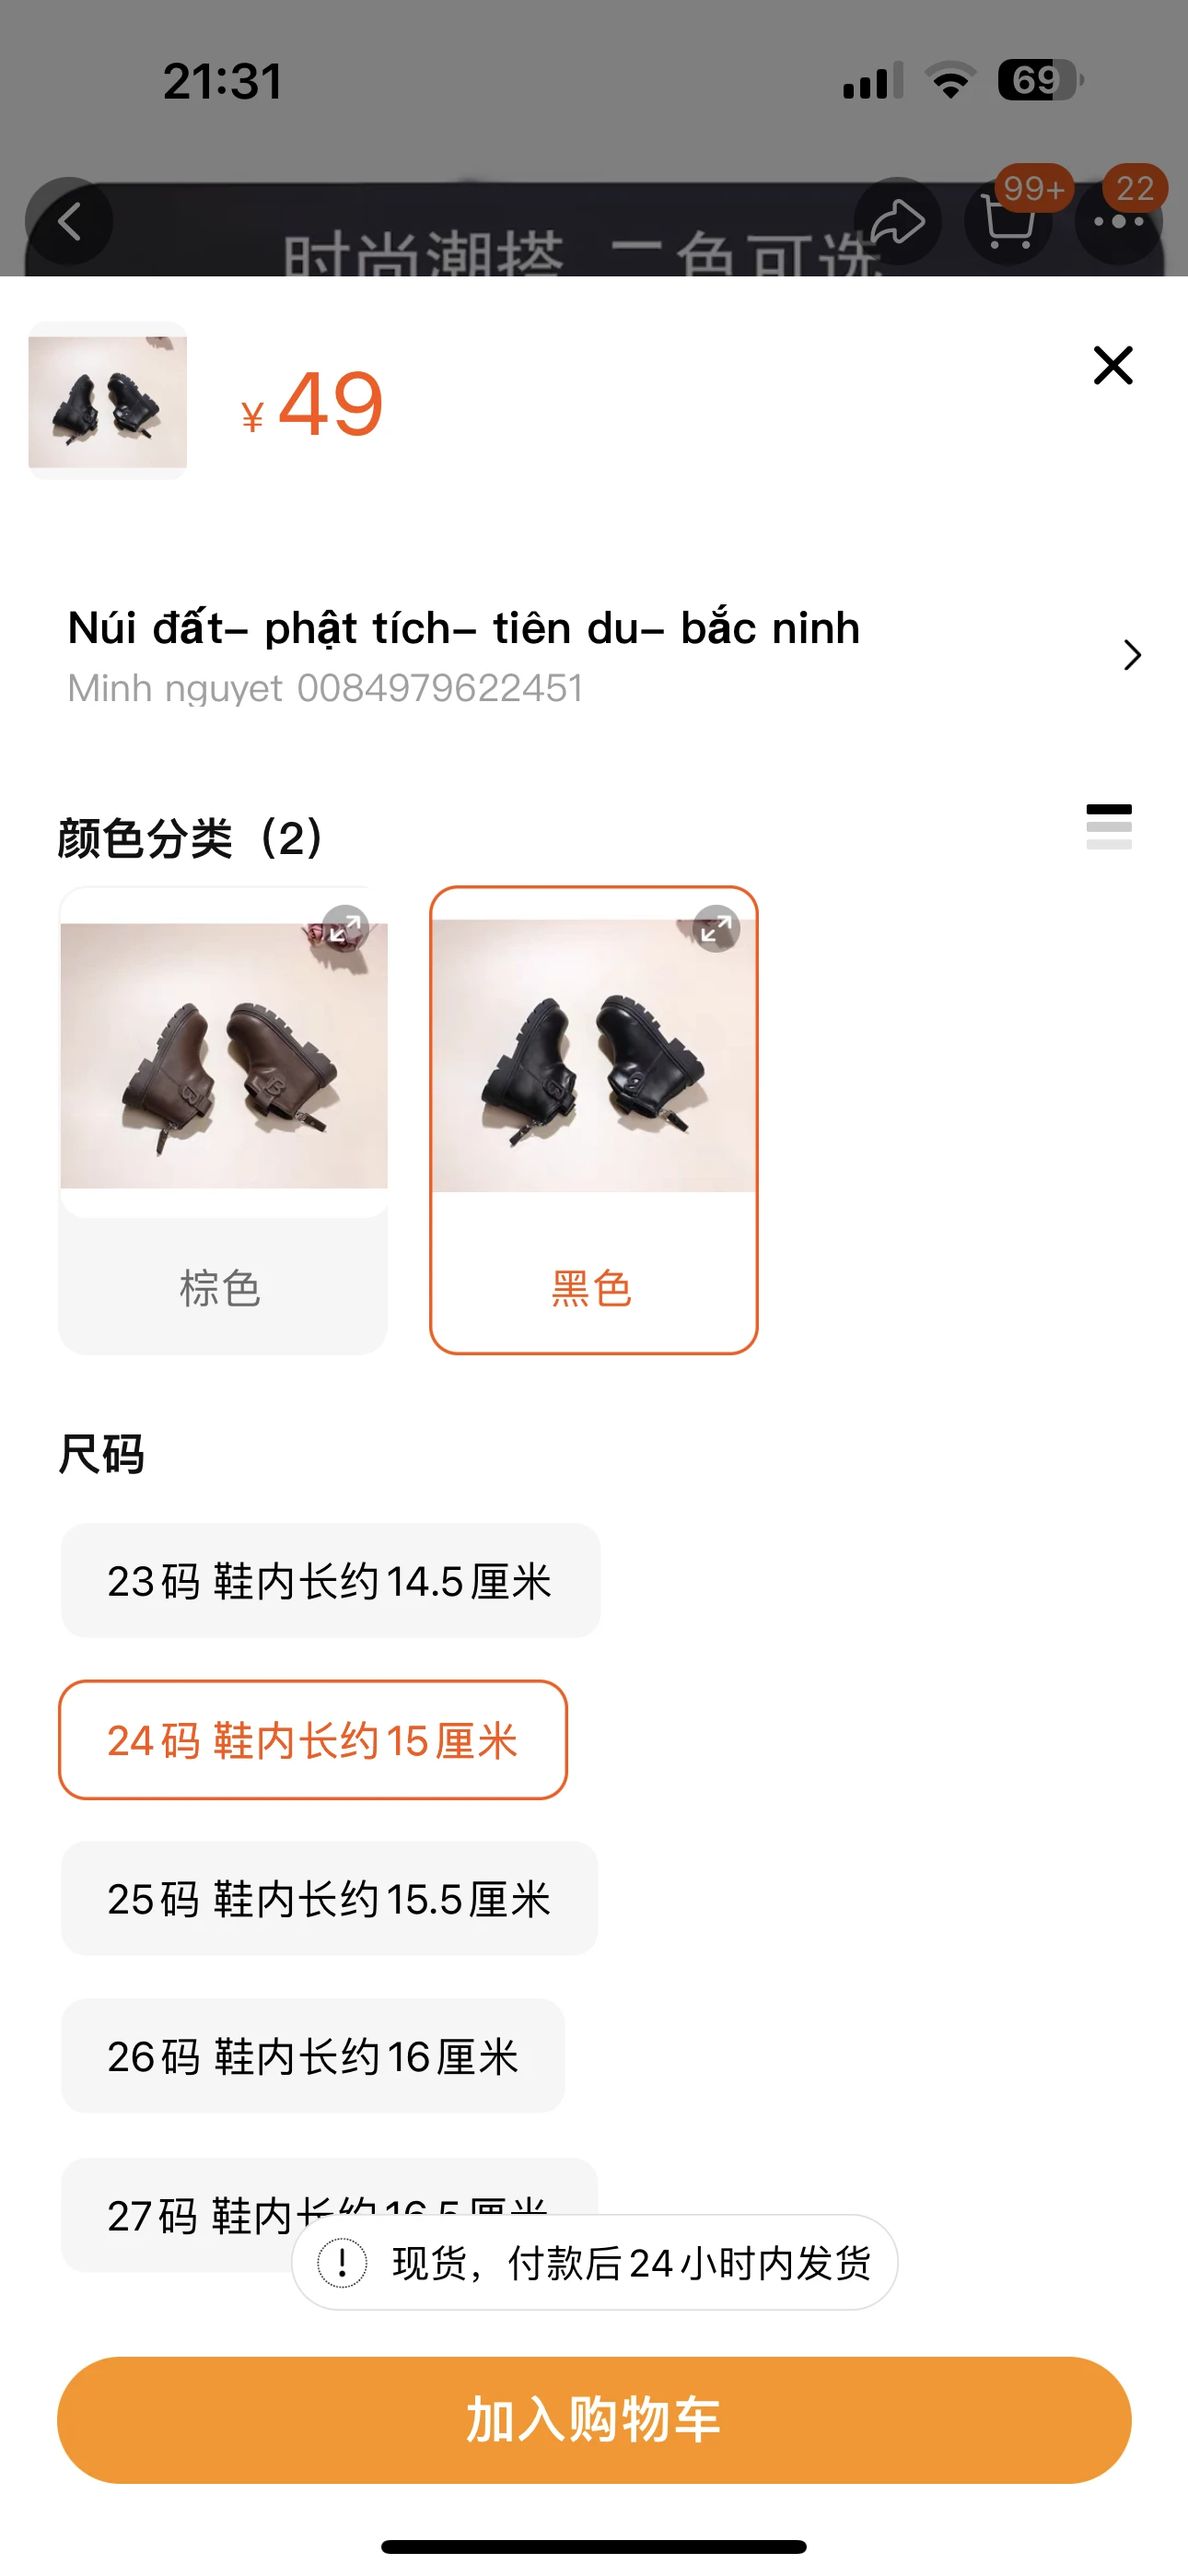 21:31
69
99+
22
时尚潮搭 二色可选
¥ 49
Núi đất– phật tích– tiên du– bắc ninh
Minh nguyet 0084979622451
颜色分类（2）
棕色
黑色
尺码
23码 鞋内长约14.5厘米
24码 鞋内长约15厘米
25码 鞋内长约15.5厘米
26码 鞋内长约16厘米
27码 鞋内长约16.5厘米
现货，付款后24小时内发货
加入购物车